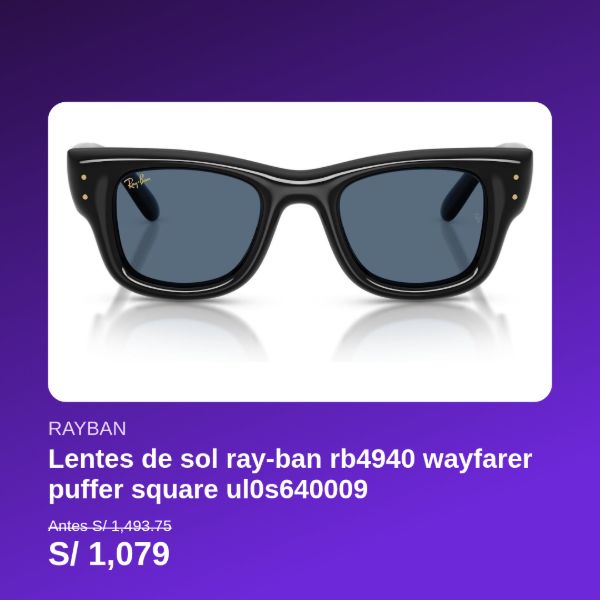 Ray-Ban
RAYBAN
Lentes de sol ray-ban rb4940 wayfarer
puffer square ul0s640009
Antes S/ 1,493.75
S/ 1,079